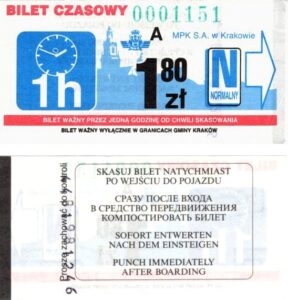 BILET CZASOWY
0001151
A
MPK S.A. w Krakowie
1h
1 80
zł
N
NORMALNY
BILET WAŻNY PRZEZ JEDNĄ GODZINĘ OD CHWILI SKASOWANIA
BILET WAŻNY WYŁĄCZNIE W GRANICACH GMINY KRAKÓW
Proszę zachować do kontroli
SKASUJ BILET NATYCHMIAST
PO WEJŚCIU DO POJAZDU
СРАЗУ ПОСЛЕ ВХОДА
В СРЕДСТВО ПЕРЕДВИЖЕНИЯ
КОМПОСТИРОВАТЬ БИЛЕТ
SOFORT ENTWERTEN
NACH DEM EINSTEIGEN
PUNCH IMMEDIATELY
AFTER BOARDING